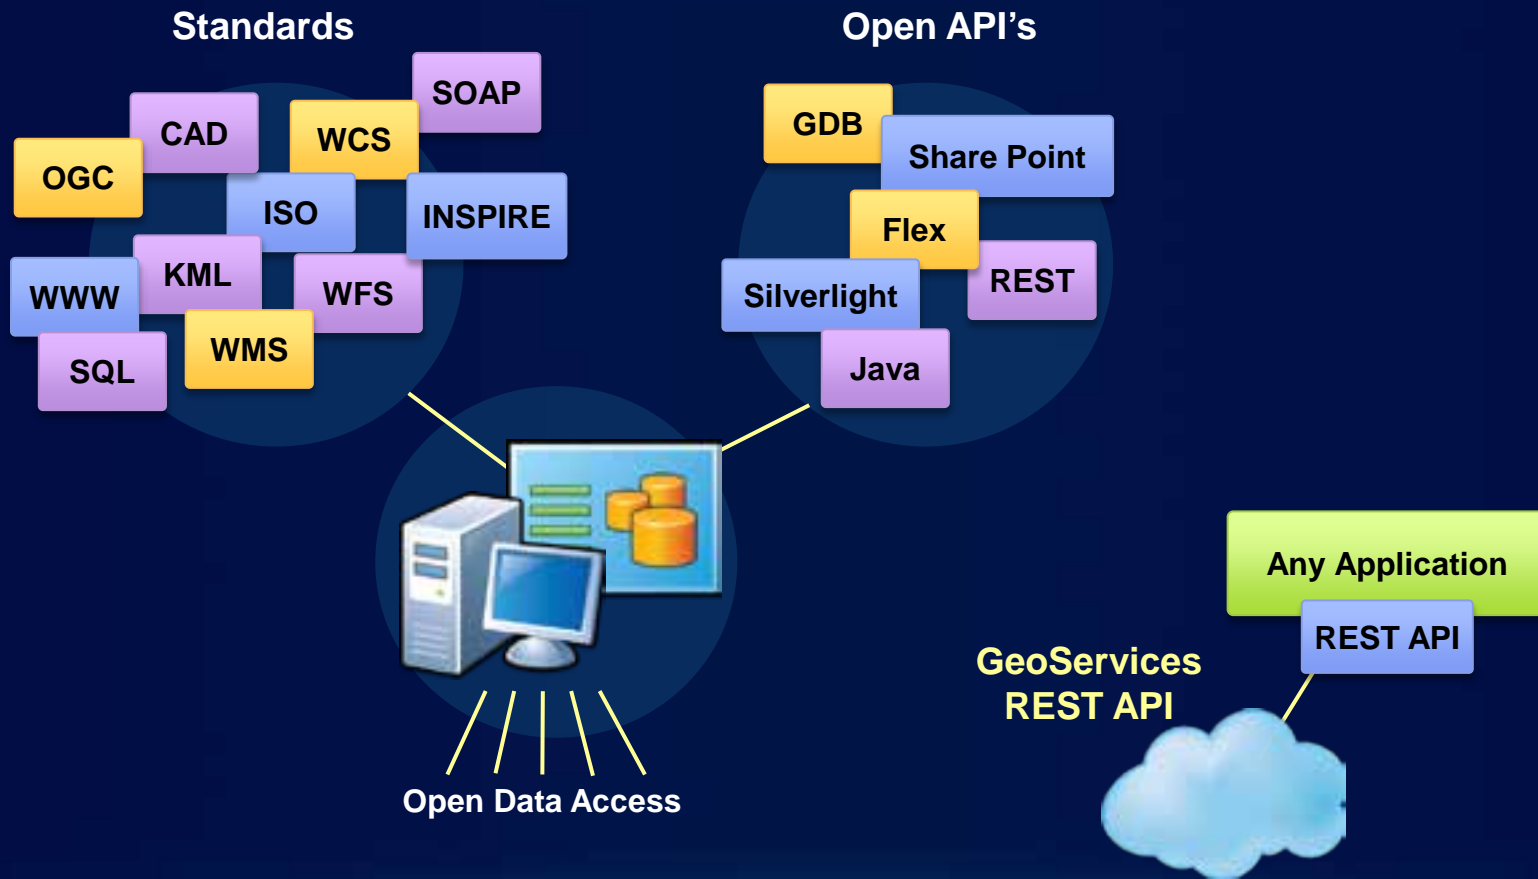 Standards
SOAP
CAD
WCS
OGC
ISO
INSPIRE
KML
WWW
WFS
WMS
SQL
Open API's
GDB
Share Point
Flex
REST
Silverlight
Java
Open Data Access
Any Application
REST API
GeoServices
REST API